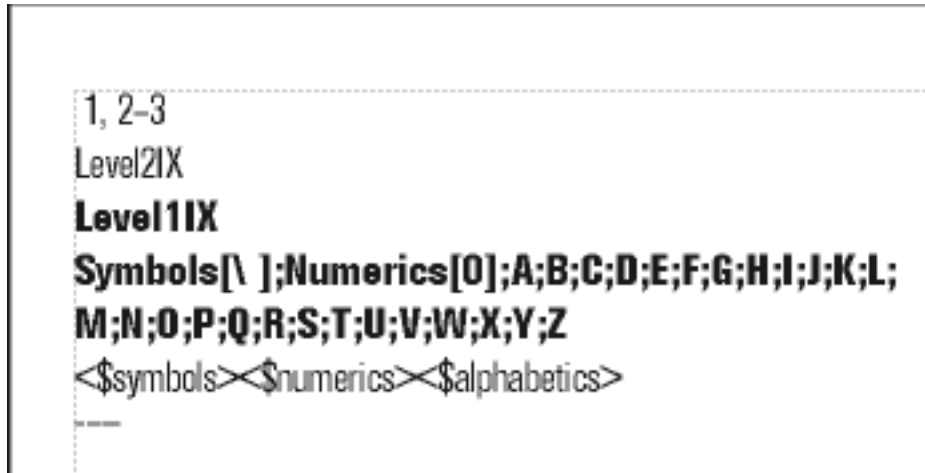 1, 2–3
Level2IX
Level1IX
Symbols[\ ];Numerics[0];A;B;C;D;E;F;G;H;I;J;K;L;
M;N;O;P;Q;R;S;T;U;V;W;X;Y;Z
<$symbols><$numerics><$alphabetics>
---